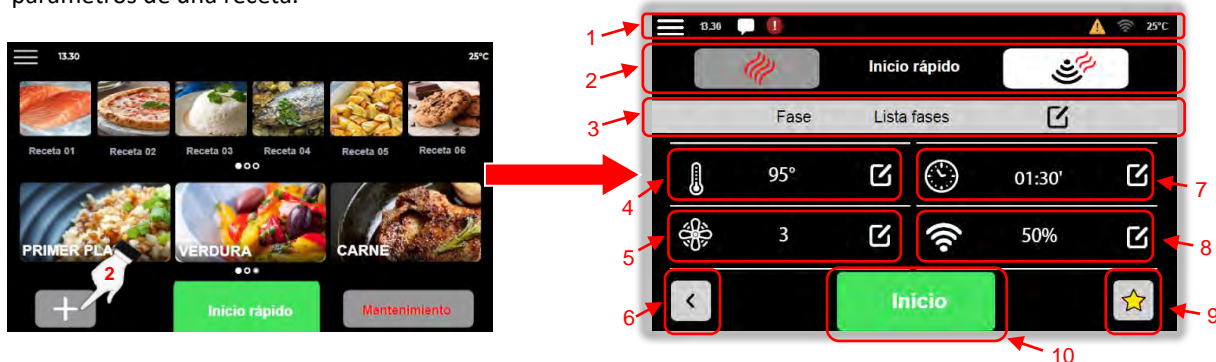 parámetros de una receta.
13.30
25°C
Receta 01 Receta 02 Receta 03 Receta 04 Receta 05 Receta 06
PRIMER PLA
VERDURA
CARNE
2
Inicio rápido
Mantenimiento
1
13.30
!
25°C
2
Inicio rápido
3
Fase Lista fases
4
95°
01:30'
7
5
3
50%
8
6
<
Inicio
9
10